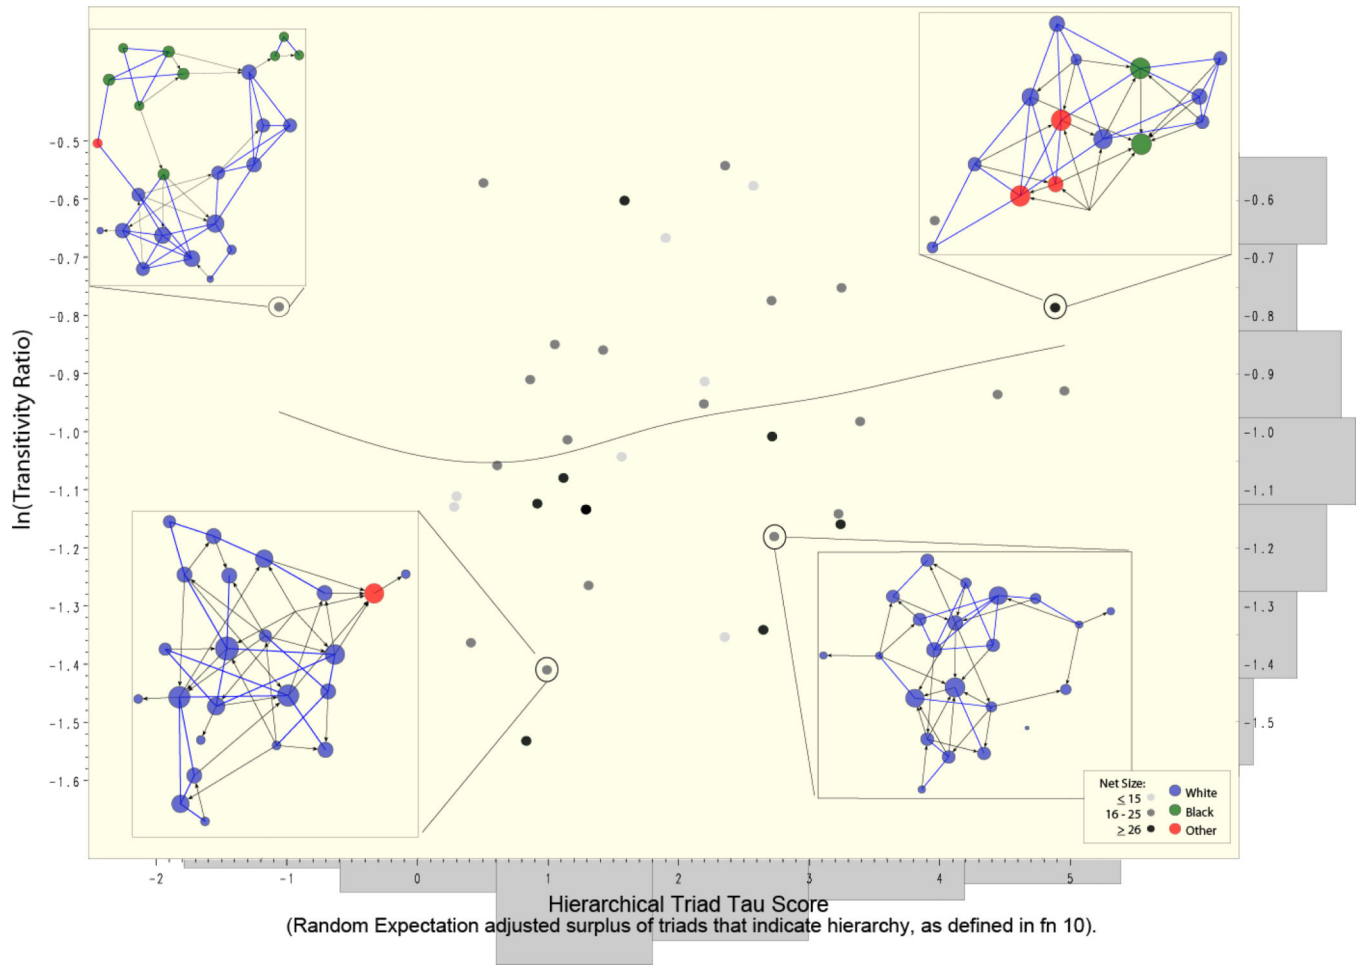 -0.5
-0.6
-0.7
-0.8
-0.9
-1.0
-1.1
-1.2
-1.3
-1.4
-1.5
-1.6
ln(Transitivity Ratio)
-0.6
-0.7
-0.8
-0.9
-1.0
-1.1
-1.2
-1.3
-1.4
-1.5
Net Size:
≤ 15
16 - 25
≥ 26
White
Black
Other
-2 -1 0 1 2 3 4 5
Hierarchical Triad Tau Score
(Random Expectation adjusted surplus of triads that indicate hierarchy, as defined in fn 10).